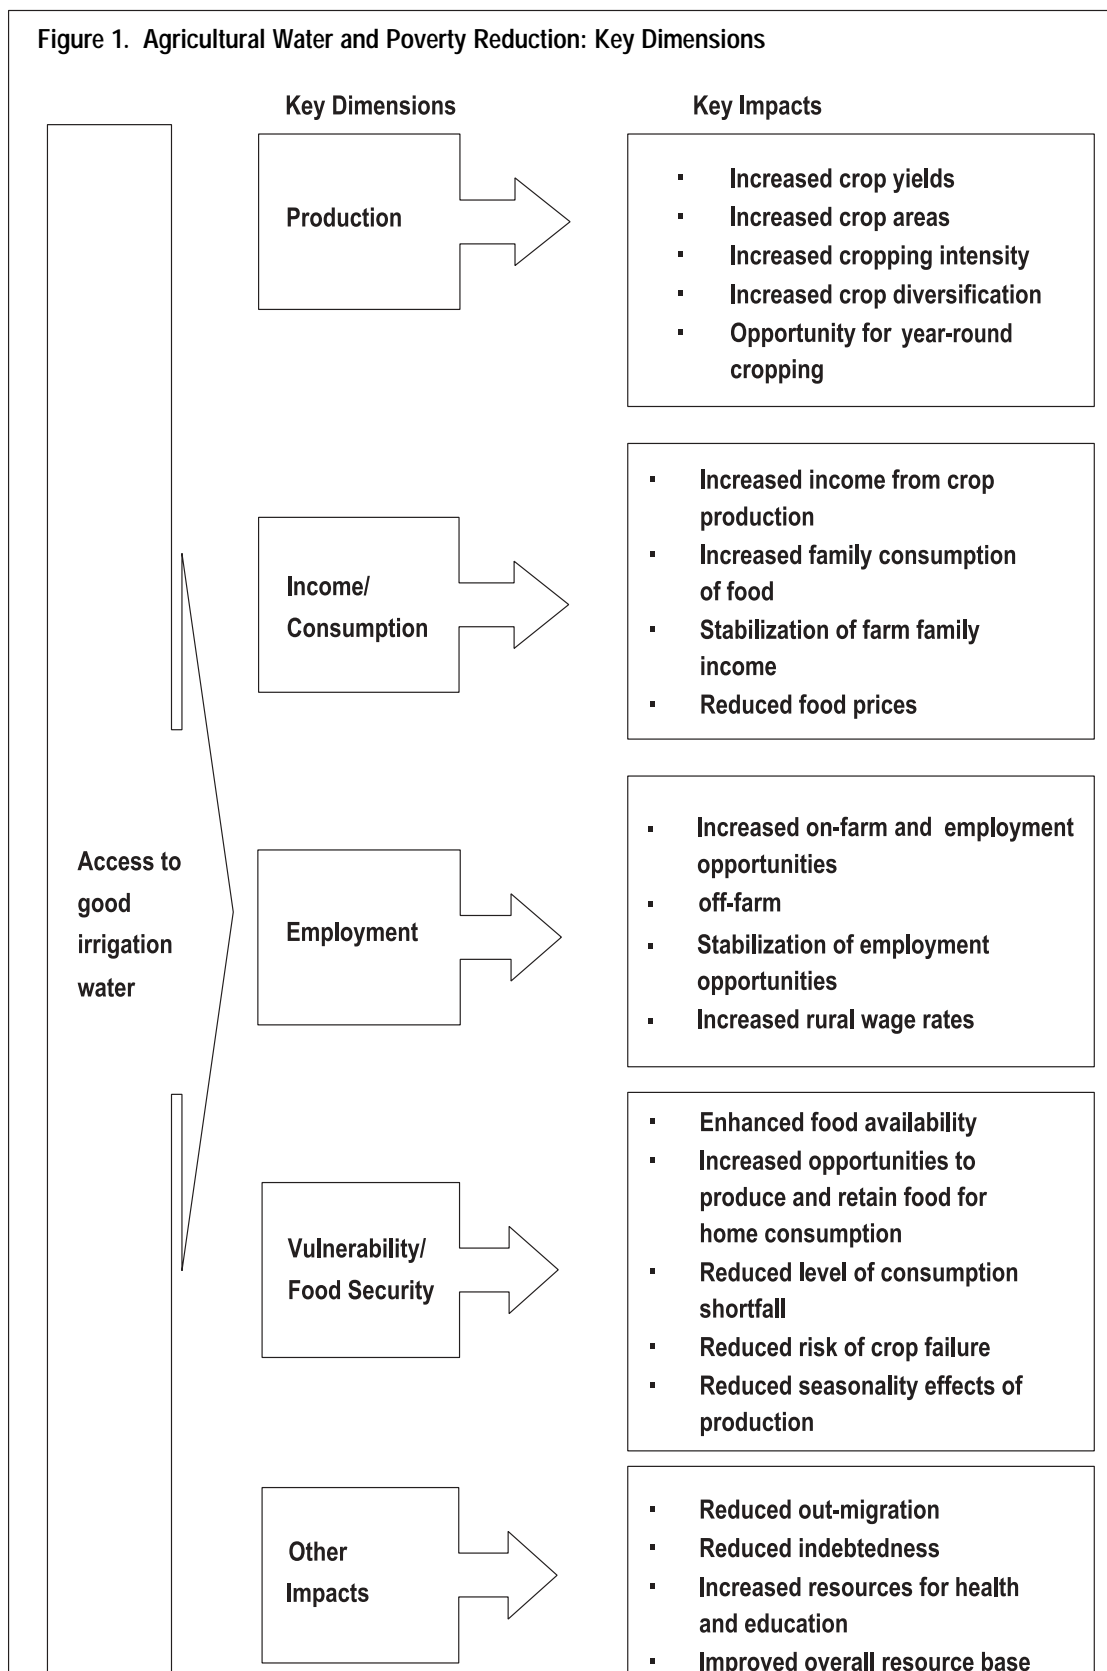 Figure 1. Agricultural Water and Poverty Reduction: Key Dimensions
Key Dimensions
Key Impacts
Access to
good
irrigation
water
Production
▪ Increased crop yields
▪ Increased crop areas
▪ Increased cropping intensity
▪ Increased crop diversification
▪ Opportunity for year-round
cropping
Income/
Consumption
▪ Increased income from crop
production
▪ Increased family consumption
of food
▪ Stabilization of farm family
income
▪ Reduced food prices
Employment
▪ Increased on-farm and employment
opportunities
▪ off-farm
▪ Stabilization of employment
opportunities
▪ Increased rural wage rates
Vulnerability/
Food Security
▪ Enhanced food availability
▪ Increased opportunities to
produce and retain food for
home consumption
▪ Reduced level of consumption
shortfall
▪ Reduced risk of crop failure
▪ Reduced seasonality effects of
production
Other
Impacts
▪ Reduced out-migration
▪ Reduced indebtedness
▪ Increased resources for health
and education
▪ Improved overall resource base